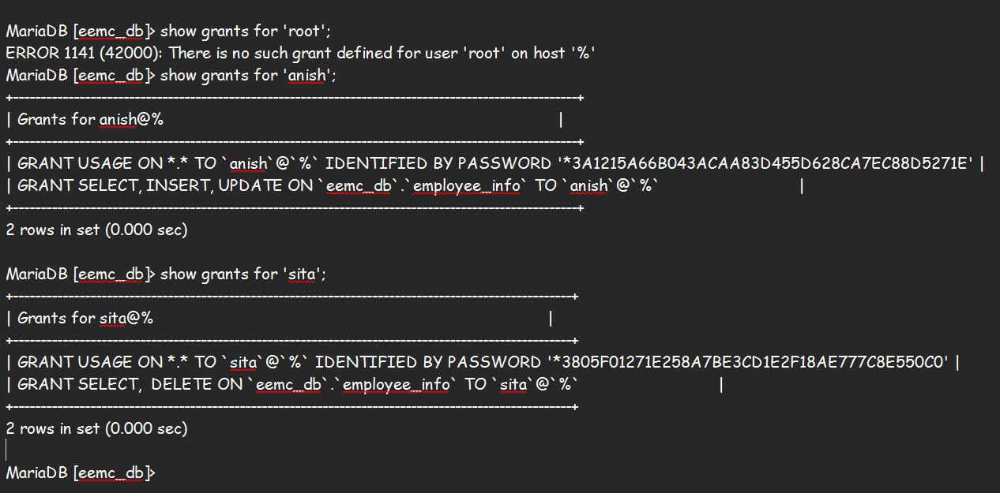 MariaDB [eemc_db]> show grants for 'root';
ERROR 1141 (42000): There is no such grant defined for user 'root' on host '%'
MariaDB [eemc_db]> show grants for 'anish';
+------------------------------------------------------------------------------------------------------+
| Grants for anish@% |
+------------------------------------------------------------------------------------------------------+
| GRANT USAGE ON *.* TO `anish`@`%` IDENTIFIED BY PASSWORD '*3A1215A66B043ACAA83D455D628CA7EC88D5271E' |
| GRANT SELECT, INSERT, UPDATE ON `eemc_db`.`employee_info` TO `anish`@`%` |
+------------------------------------------------------------------------------------------------------+
2 rows in set (0.000 sec)
MariaDB [eemc_db]> show grants for 'sita';
+-----------------------------------------------------------------------------------------------------+
| Grants for sita@% |
+-----------------------------------------------------------------------------------------------------+
| GRANT USAGE ON *.* TO `sita`@`%` IDENTIFIED BY PASSWORD '*3805F01271E258A7BE3CD1E2F18AE777C8E550C0' |
| GRANT SELECT, DELETE ON `eemc_db`.`employee_info` TO `sita`@`%` |
+-----------------------------------------------------------------------------------------------------+
2 rows in set (0.000 sec)
MariaDB [eemc_db]>